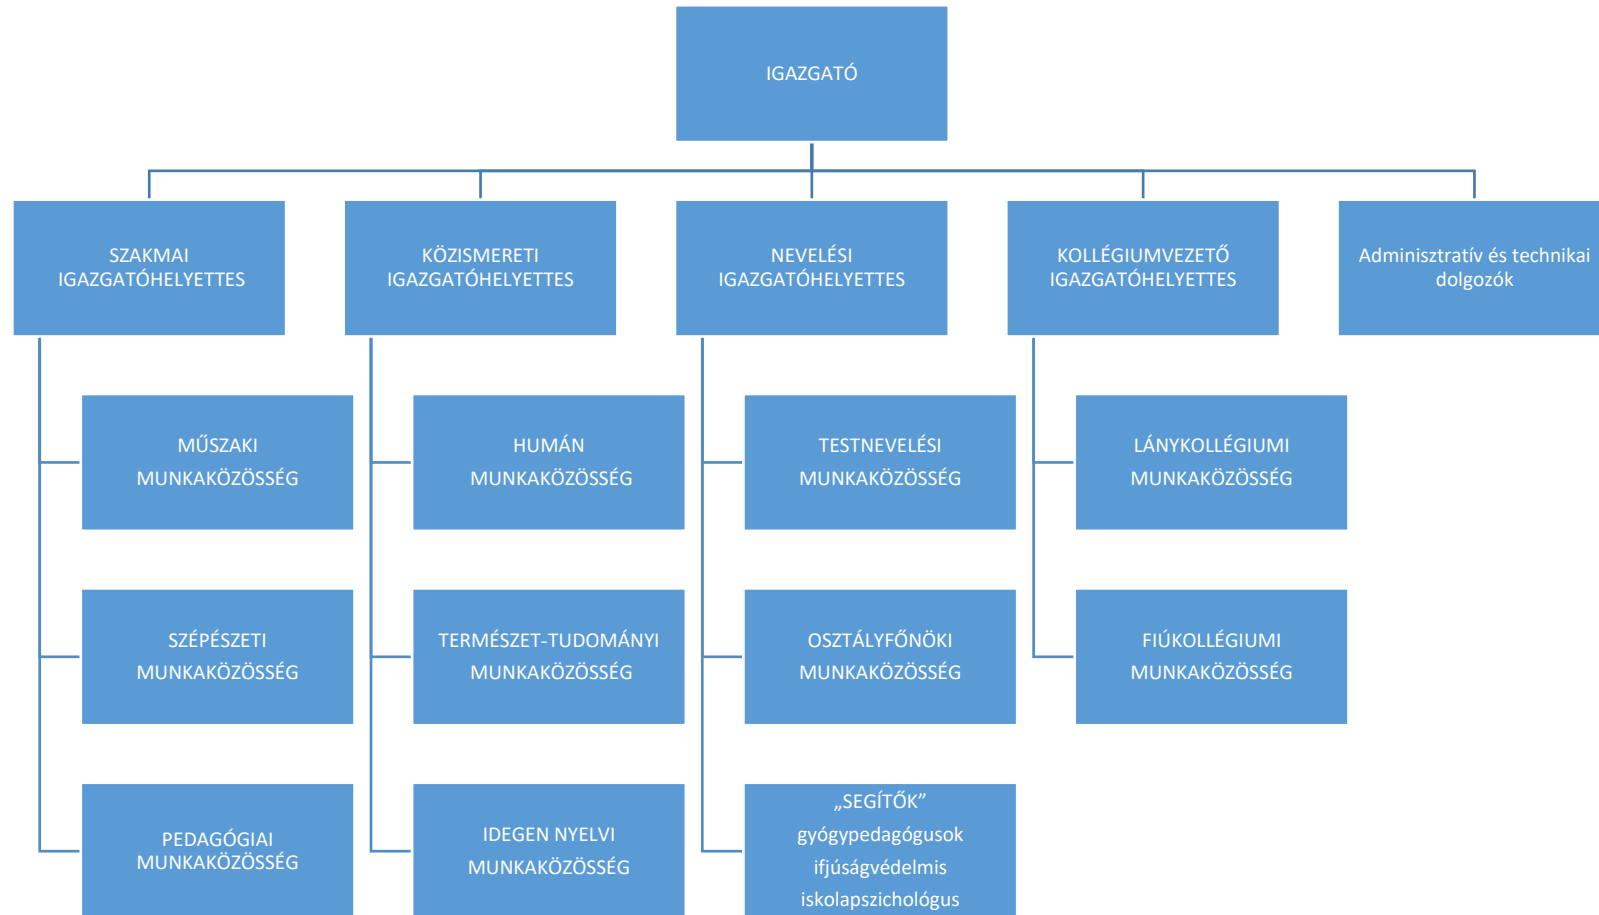 IGAZGATÓ
SZAKMAI
IGAZGATÓHELYETTES
KÖZISMERETI
IGAZGATÓHELYETTES
NEVELÉSI
IGAZGATÓHELYETTES
KOLLÉGIUMVEZETŐ
IGAZGATÓHELYETTES
Adminisztratív és technikai
dolgozók
MŰSZAKI
MUNKAKÖZÖSSÉG
HUMÁN
MUNKAKÖZÖSSÉG
TESTNEVELÉSI
MUNKAKÖZÖSSÉG
LÁNYKOLLÉGIUMI
MUNKAKÖZÖSSÉG
SZÉPÉSZETI
MUNKAKÖZÖSSÉG
TERMÉSZET-TUDOMÁNYI
MUNKAKÖZÖSSÉG
OSZTÁLYFŐNÖKI
MUNKAKÖZÖSSÉG
FIÚKOLLÉGIUMI
MUNKAKÖZÖSSÉG
PEDAGÓGIAI
MUNKAKÖZÖSSÉG
IDEGEN NYELVI
MUNKAKÖZÖSSÉG
„SEGÍTŐK”
gyógypedagógusok
ifjúságvédelmis
iskolapszichológus